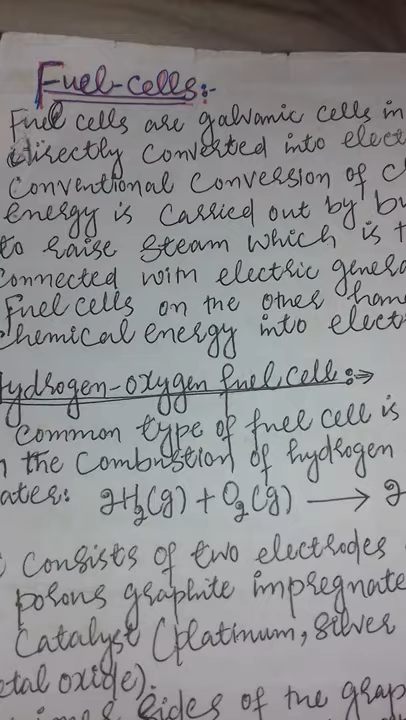 Fuel-cells:-
Fuel cells are galvanic cells in
directly converted into elect
Conventional conversion of c
energy is carried out by bu
to raise steam which is t
connected with electric genera
Fuel cells on the other han
chemical energy into elect
Hydrogen-oxygen fuel cell:→
Common type of fuel cell is
n the combustion of hydrogen
ater: 2H₂(g) + O₂(g) ⟶ 2
consists of two electrodes
porous graphite impregnate
catalyst (platinum, silver
etal oxide).
sides of the grap